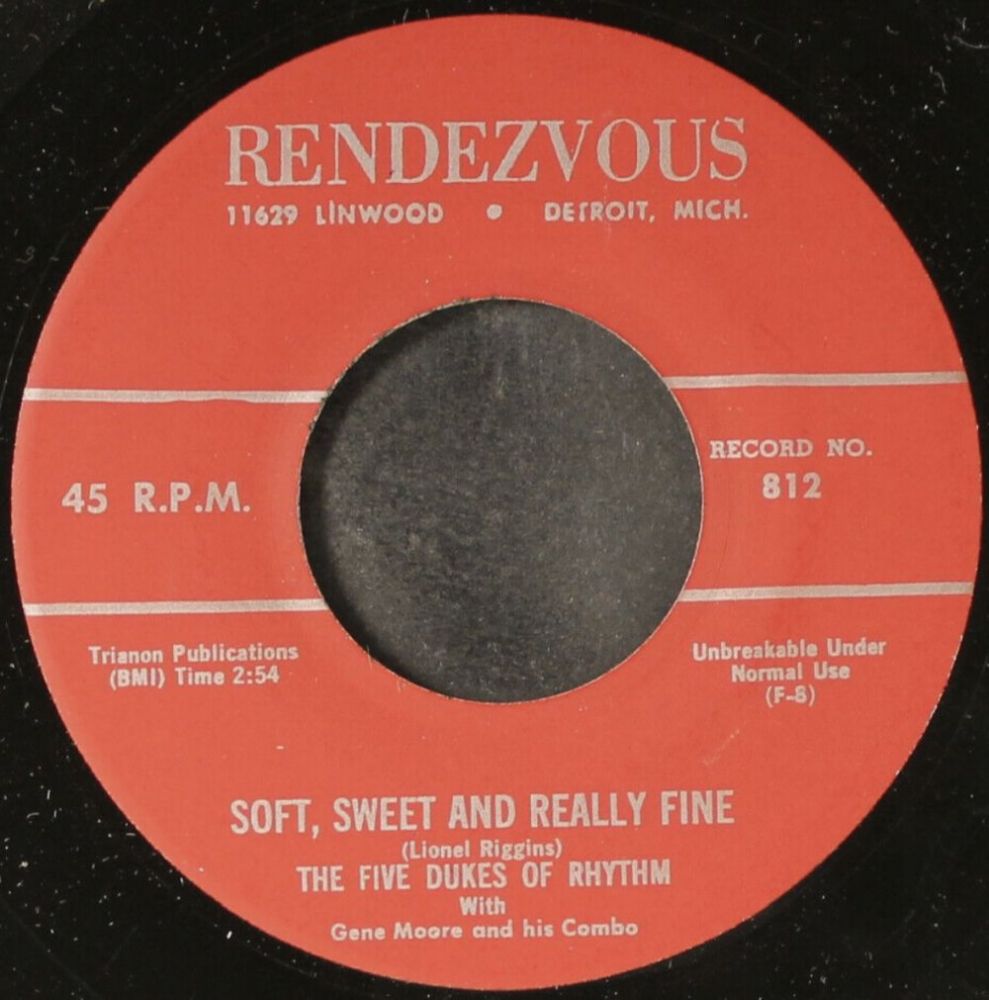 RENDEZVOUS
11629 LINWOOD • DETROIT, MICH.
RECORD NO.
812
45 R.P.M.
Trianon Publications
(BMI) Time 2:54
Unbreakable Under
Normal Use
(F-8)
SOFT, SWEET AND REALLY FINE
(Lionel Riggins)
THE FIVE DUKES OF RHYTHM
With
Gene Moore and his Combo